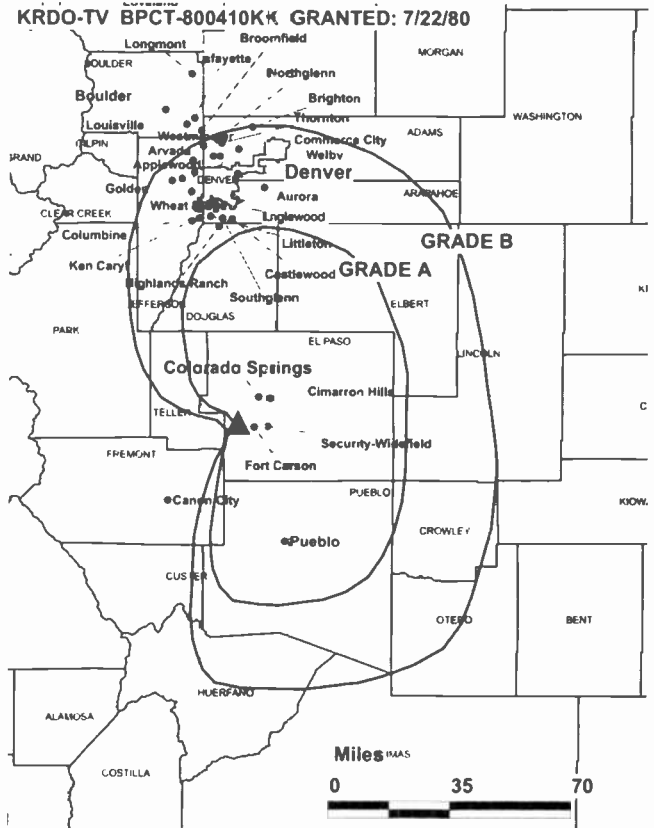 KRDO-TV BPCT-800410KK GRANTED: 7/22/80
Longmont
Broomfield
MORGAN
BOULDER
Lafayette
Northglenn
Boulder
Brighton
Louisville
Thornton
WASHINGTON
Commerce City
ADAMS
Arvada
Welby
Applewood
DENVER
Denver
ARAPAHOE
Golden
Aurora
Wheat
Englewood
CLEAR CREEK
Columbine
Littleton
GRADE B
Ken Caryl
Castlewood
GRADE A
Highlands Ranch
Southglenn
JEFFERSON
ELBERT
DOUGLAS
PARK
EL PASO
LINCOLN
Colorado Springs
Cimarron Hills
TELLER
Security-Widefield
FREMONT
Fort Carson
PUEBLO
Canon City
KIOW
CROWLEY
Pueblo
CUSTER
OTERO
BENT
HUERFANO
ALAMOSA
Miles
COSTILLA
0 35 70